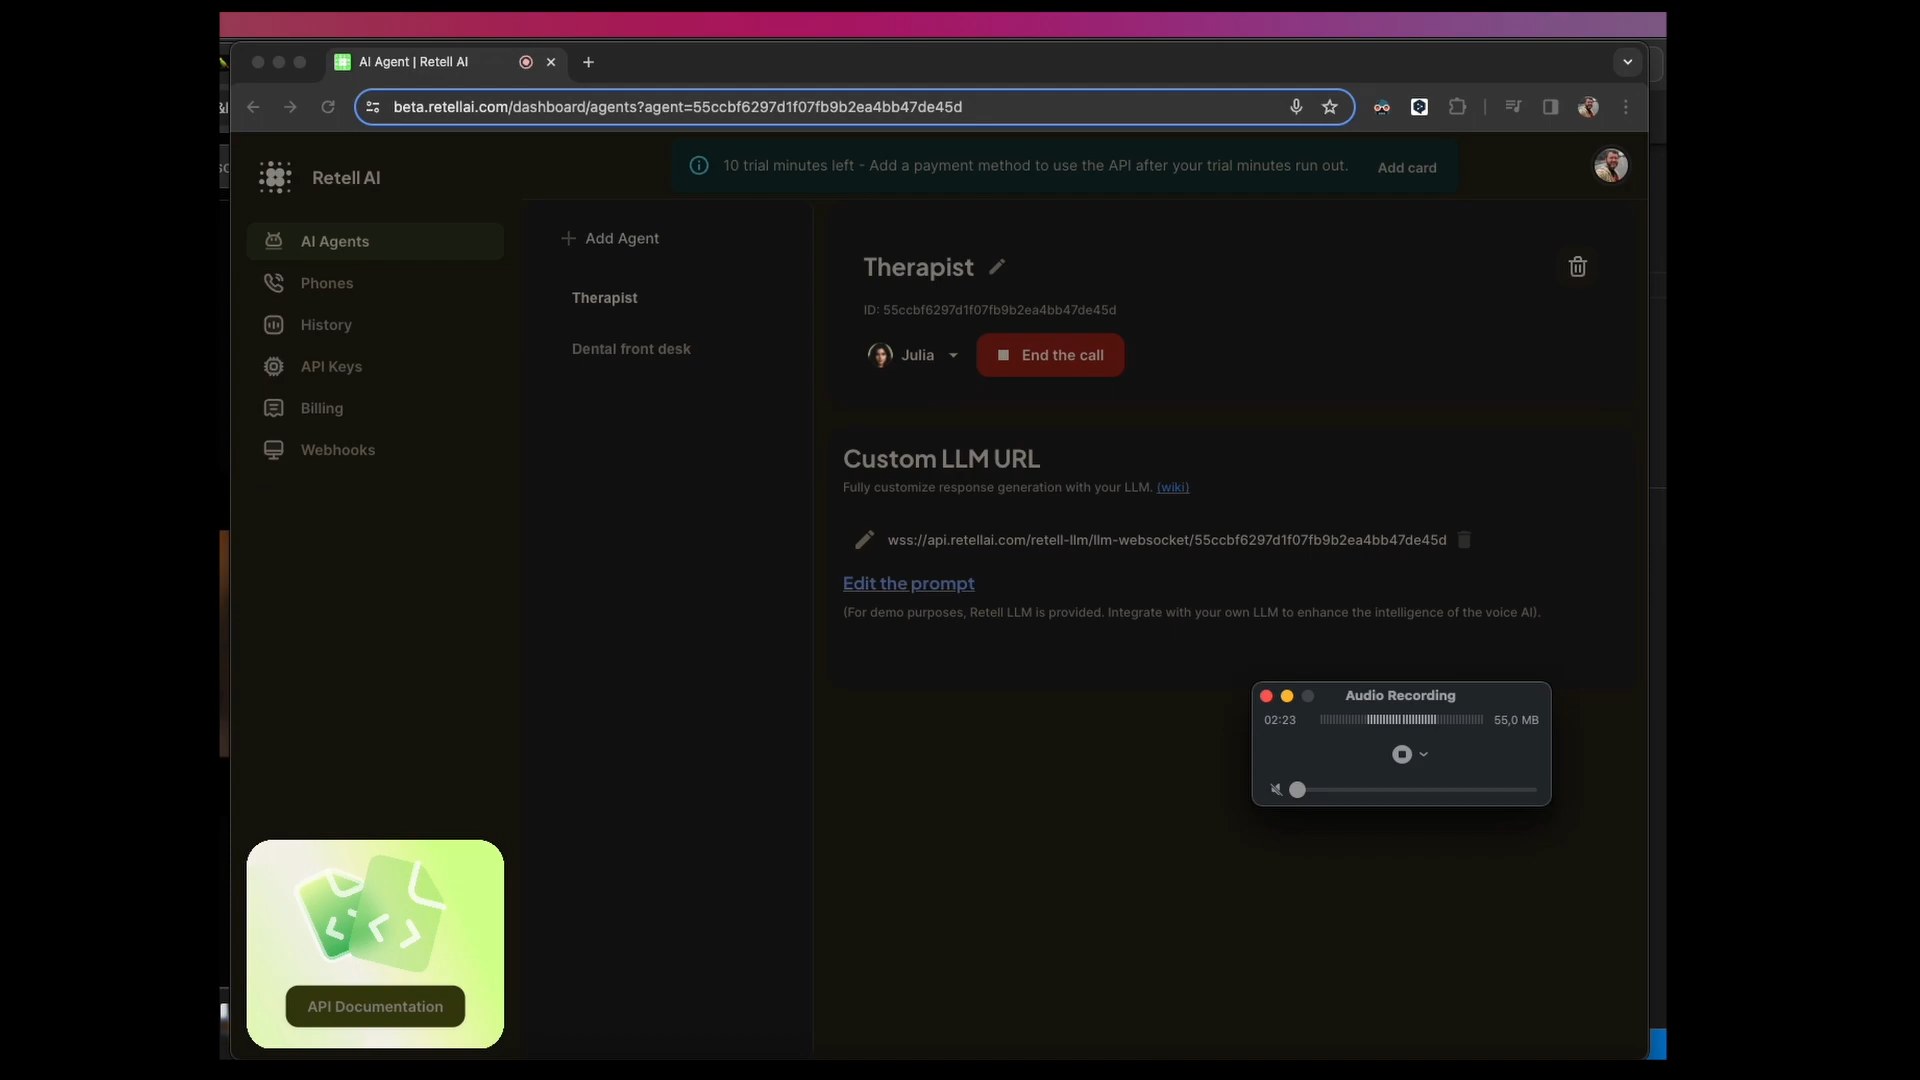 AI Agent | Retell AI
beta.retellai.com/dashboard/agents?agent=55ccbf6297d1f07fb9b2ea4bb47de45d
Retell AI
10 trial minutes left - Add a payment method to use the API after your trial minutes run out.
Add card
AI Agents
Phones
History
API Keys
Billing
Webhooks
API Documentation
Add Agent
Therapist
Dental front desk
Therapist
ID: 55ccbf6297d1f07fb9b2ea4bb47de45d
Julia
End the call
Custom LLM URL
Fully customize response generation with your LLM. (wiki)
wss://api.retellai.com/retell-llm/llm-websocket/55ccbf6297d1f07fb9b2ea4bb47de45d
Edit the prompt
(For demo purposes, Retell LLM is provided. Integrate with your own LLM to enhance the intelligence of the voice AI).
Audio Recording
02:23
55,0 MB